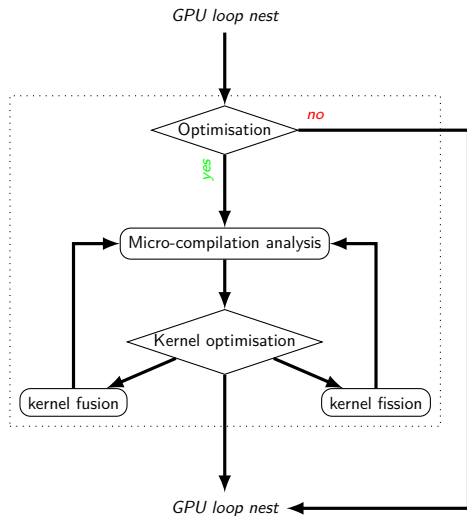 GPU loop nest
Optimisation
no
yes
Micro-compilation analysis
Kernel optimisation
kernel fusion
kernel fission
GPU loop nest